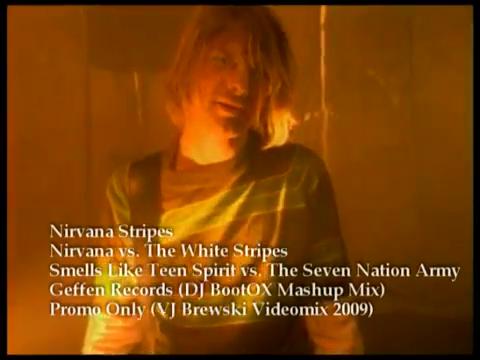 Nirvana Stripes
Nirvana vs. The White Stripes
Smells Like Teen Spirit vs. The Seven Nation Army
Geffen Records (DJ BootOX Mashup Mix)
Promo Only (VJ Brewski Videomix 2009)